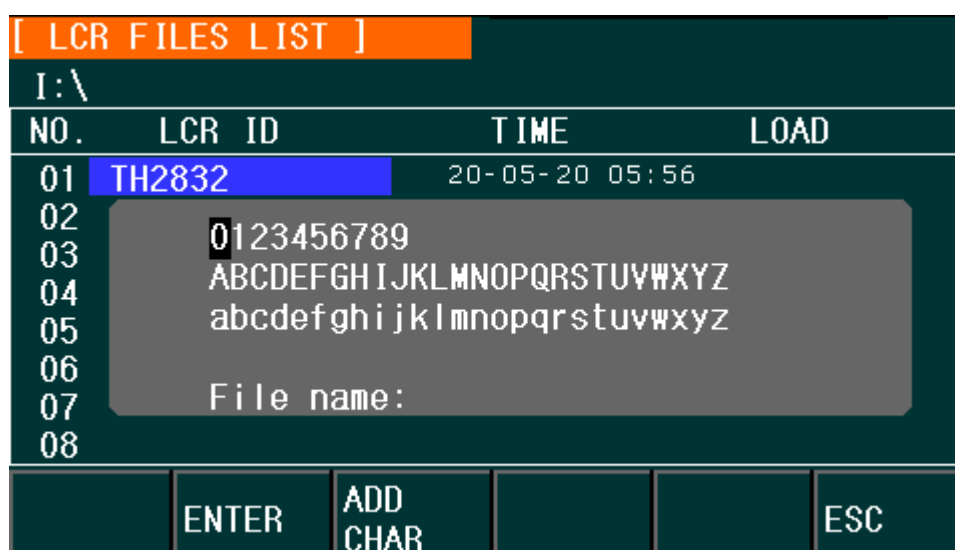 [ LCR FILES LIST ]
I:\
NO. LCR ID TIME LOAD
01 TH2832 20-05-20 05:56
02
03
04
05
06
07
08
0123456789
ABCDEFGHIJKLMNOPQRSTUVWXYZ
abcdefghijklmnopqrstuvwxyz
File name:
ENTER
ADD
CHAR
ESC